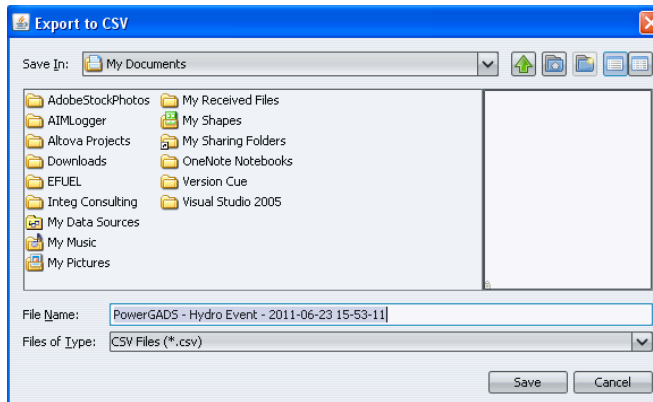 Export to CSV
Save In: My Documents
AdobeStockPhotos
AIMLogger
Altova Projects
Downloads
EFUEL
Integ Consulting
My Data Sources
My Music
My Pictures
My Received Files
My Shapes
My Sharing Folders
OneNote Notebooks
Version Cue
Visual Studio 2005
File Name: PowerGADS - Hydro Event - 2011-06-23 15-53-11
Files of Type: CSV Files (*.csv)
Save Cancel